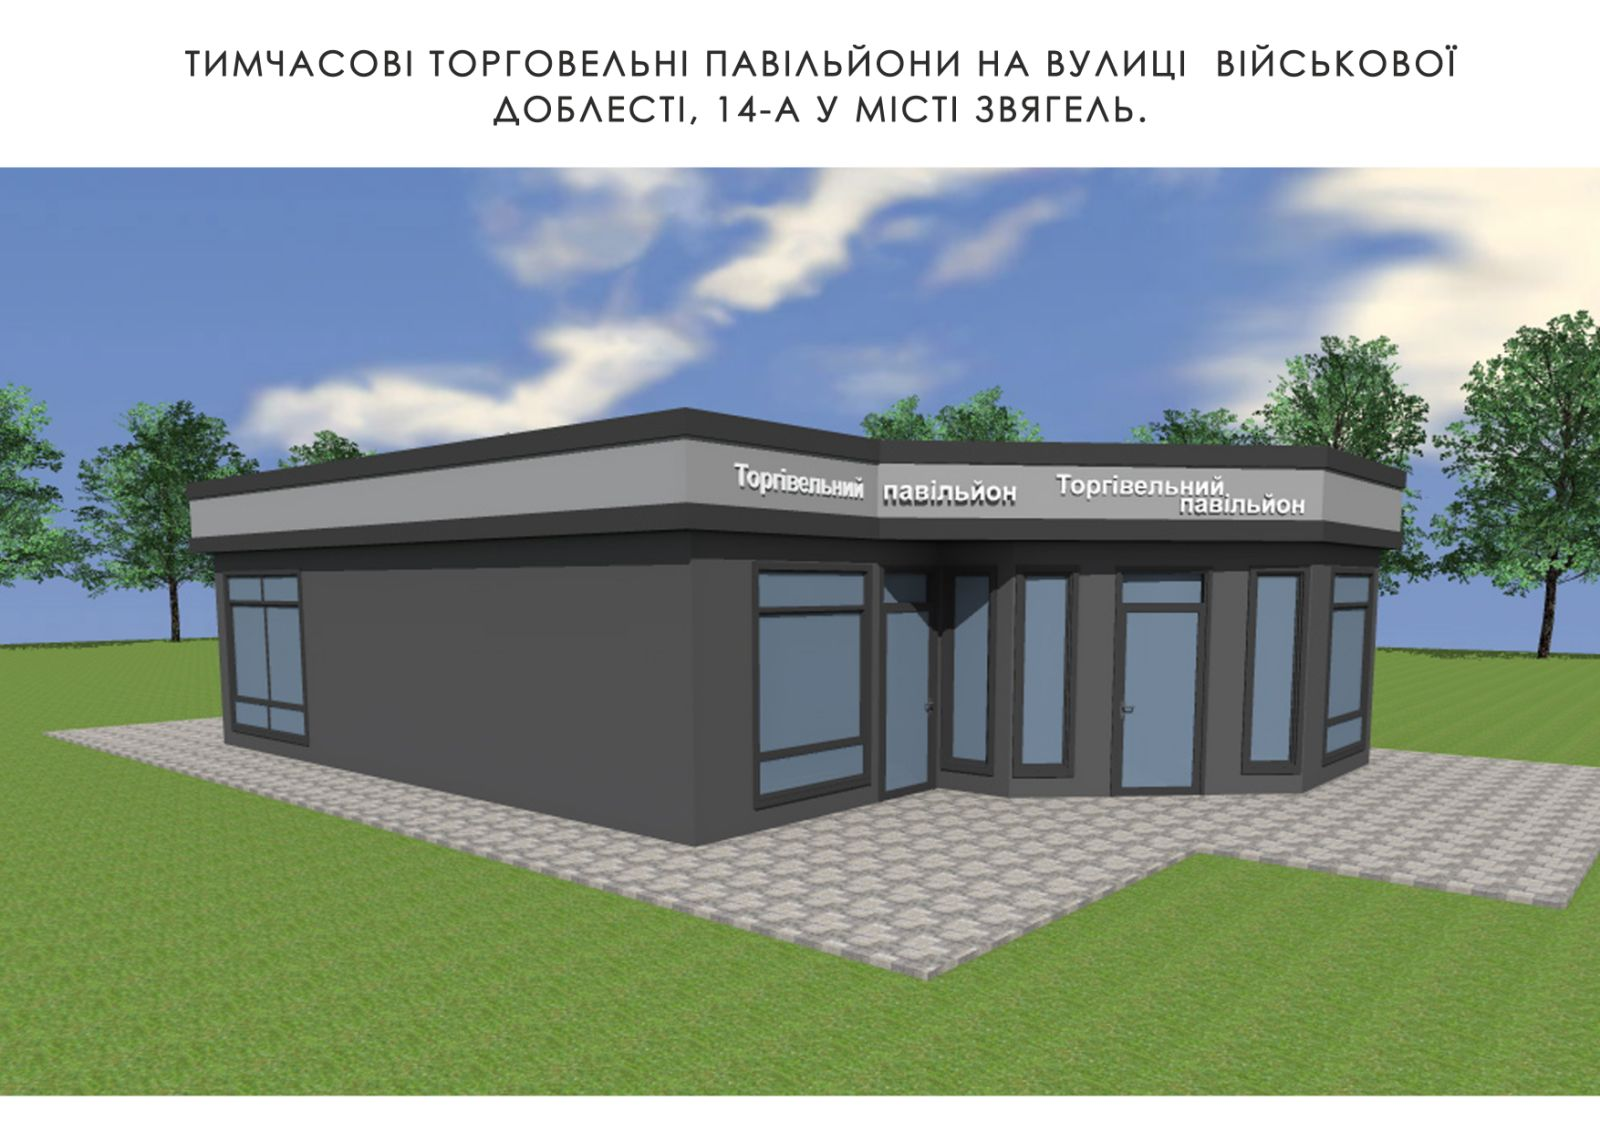 ТИМЧАСОВІ ТОРГОВЕЛЬНІ ПАВІЛЬЙОНИ НА ВУЛИЦІ ВІЙСЬКОВОЇ
ДОБЛЕСТІ, 14-А У МІСТІ ЗВЯГЕЛЬ.
Торгівельний павільйон
Торгівельний
павільйон